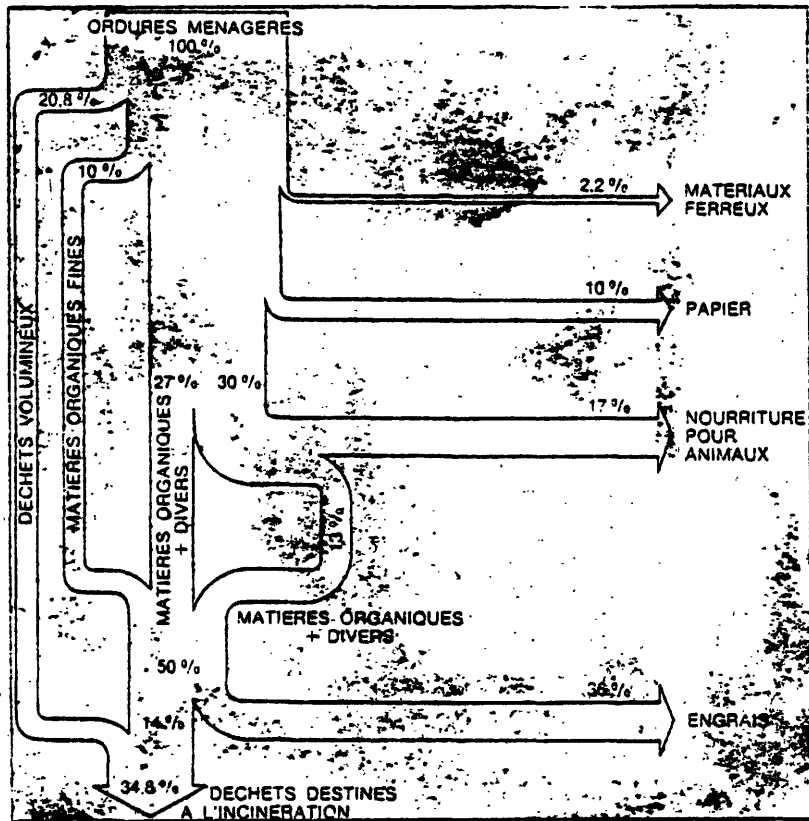 ORDURES MENAGERES
100 %
20.8 %
10 %
2.2 %
MATERIAUX
FERREUX
10 %
PAPIER
DECHETS VOLUMINEUX
MATIERES ORGANIQUES FINES
27 %
30 %
MATIERES ORGANIQUES
+ DIVERS
17 %
NOURRITURE
POUR
ANIMAUX
13 %
MATIERES ORGANIQUES
+ DIVERS
50 %
36 %
ENGRAIS
14 %
34.8 %
DECHETS DESTINES
A L'INCINERATION